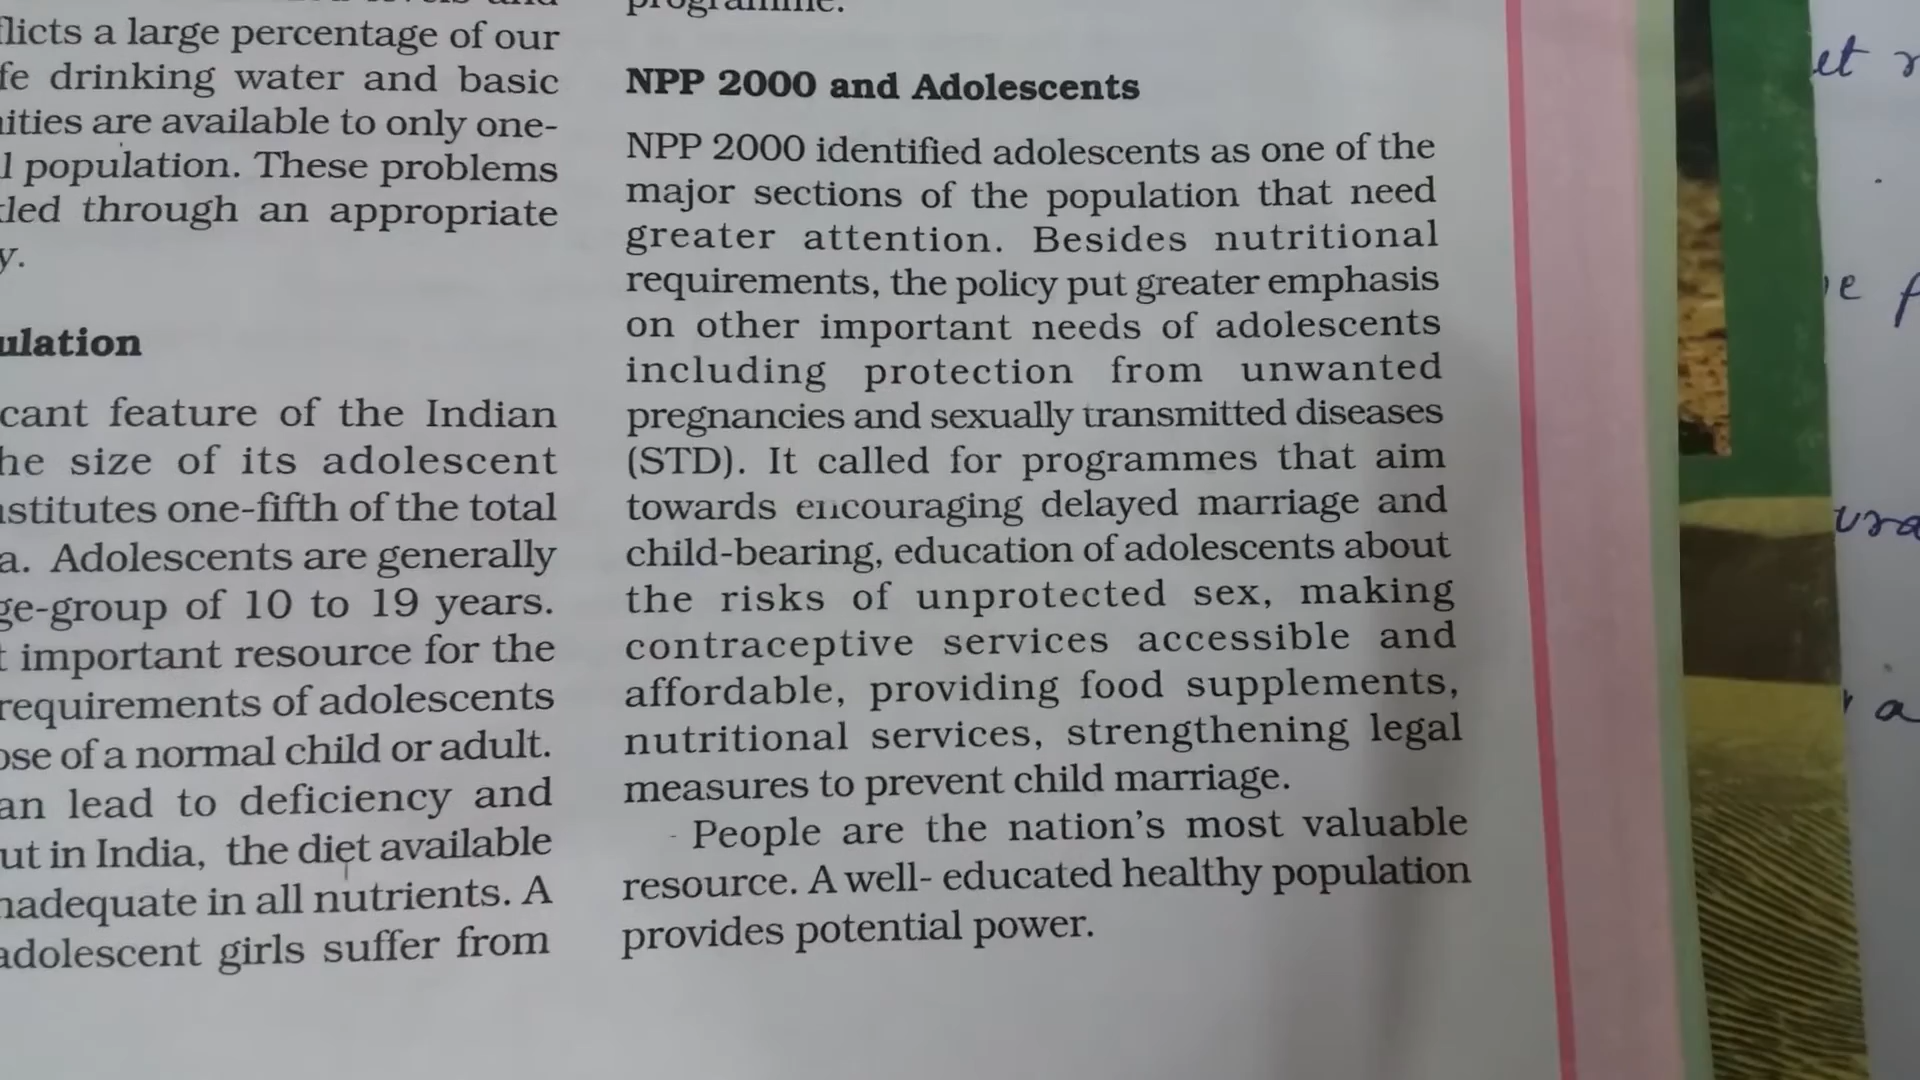 flicts a large percentage of our
fe drinking water and basic
are available to only one-
population. These problems
through an appropriate
cant feature of the Indian
he size of its adolescent
one-fifth of the total
a. Adolescents are generally
ge-group of 10 to 19 years.
important resource for the
requirements of adolescents
ose of a normal child or adult.
an lead to deficiency and
ut in India, the diet available
nadequate in all nutrients. A
adolescent girls suffer from
programme.
NPP 2000 and Adolescents
NPP 2000 identified adolescents as one of the
major sections of the population that need
greater attention. Besides nutritional
requirements, the policy put greater emphasis
on other important needs of adolescents
including protection from unwanted
pregnancies and sexually transmitted diseases
(STD). It called for programmes that aim
towards encouraging delayed marriage and
child-bearing, education of adolescents about
the risks of unprotected sex, making
contraceptive services accessible and
affordable, providing food supplements,
nutritional services, strengthening legal
measures to prevent child marriage.
People are the nation's most valuable
resource. A well- educated healthy population
provides potential power.